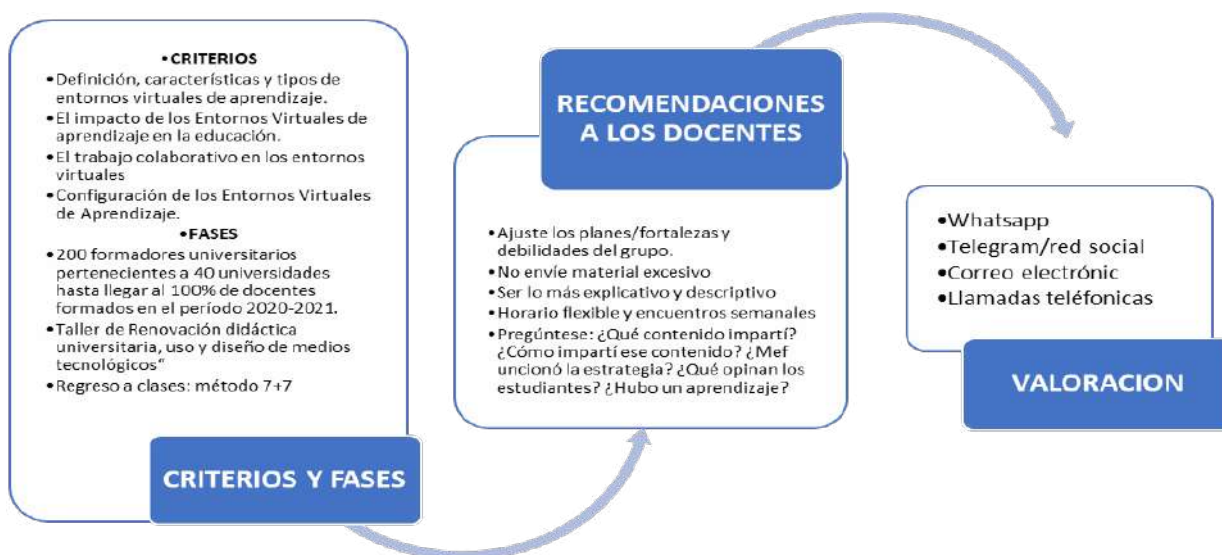 •CRITERIOS
•Definición, características y tipos de
entornos virtuales de aprendizaje.
•El impacto de los Entornos Virtuales de
aprendizaje en la educación.
•El trabajo colaborativo en los entornos
virtuales
•Configuración de los Entornos Virtuales
de Aprendizaje.
•FASES
•200 formadores universitarios
pertenecientes a 40 universidades
hasta llegar al 100% de docentes
formados en el período 2020-2021.
•Taller de Renovación didáctica
universitaria, uso y diseño de medios
tecnológicos“
•Regreso a clases: método 7+7
CRITERIOS Y FASES
RECOMENDACIONES
A LOS DOCENTES
•Ajuste los planes/fortalezas y
debilidades del grupo.
•No envíe material excesivo
•Ser lo más explicativo y descriptivo
•Horario flexible y encuentros semanales
•Pregúntese: ¿Qué contenido impartí?
¿Cómo impartí ese contenido? ¿Mef
uncionó la estrategia? ¿Qué opinan los
estudiantes? ¿Hubo un aprendizaje?
•Whatsapp
•Telegram/red social
•Correo electrónic
•Llamadas teléfonicas
VALORACION